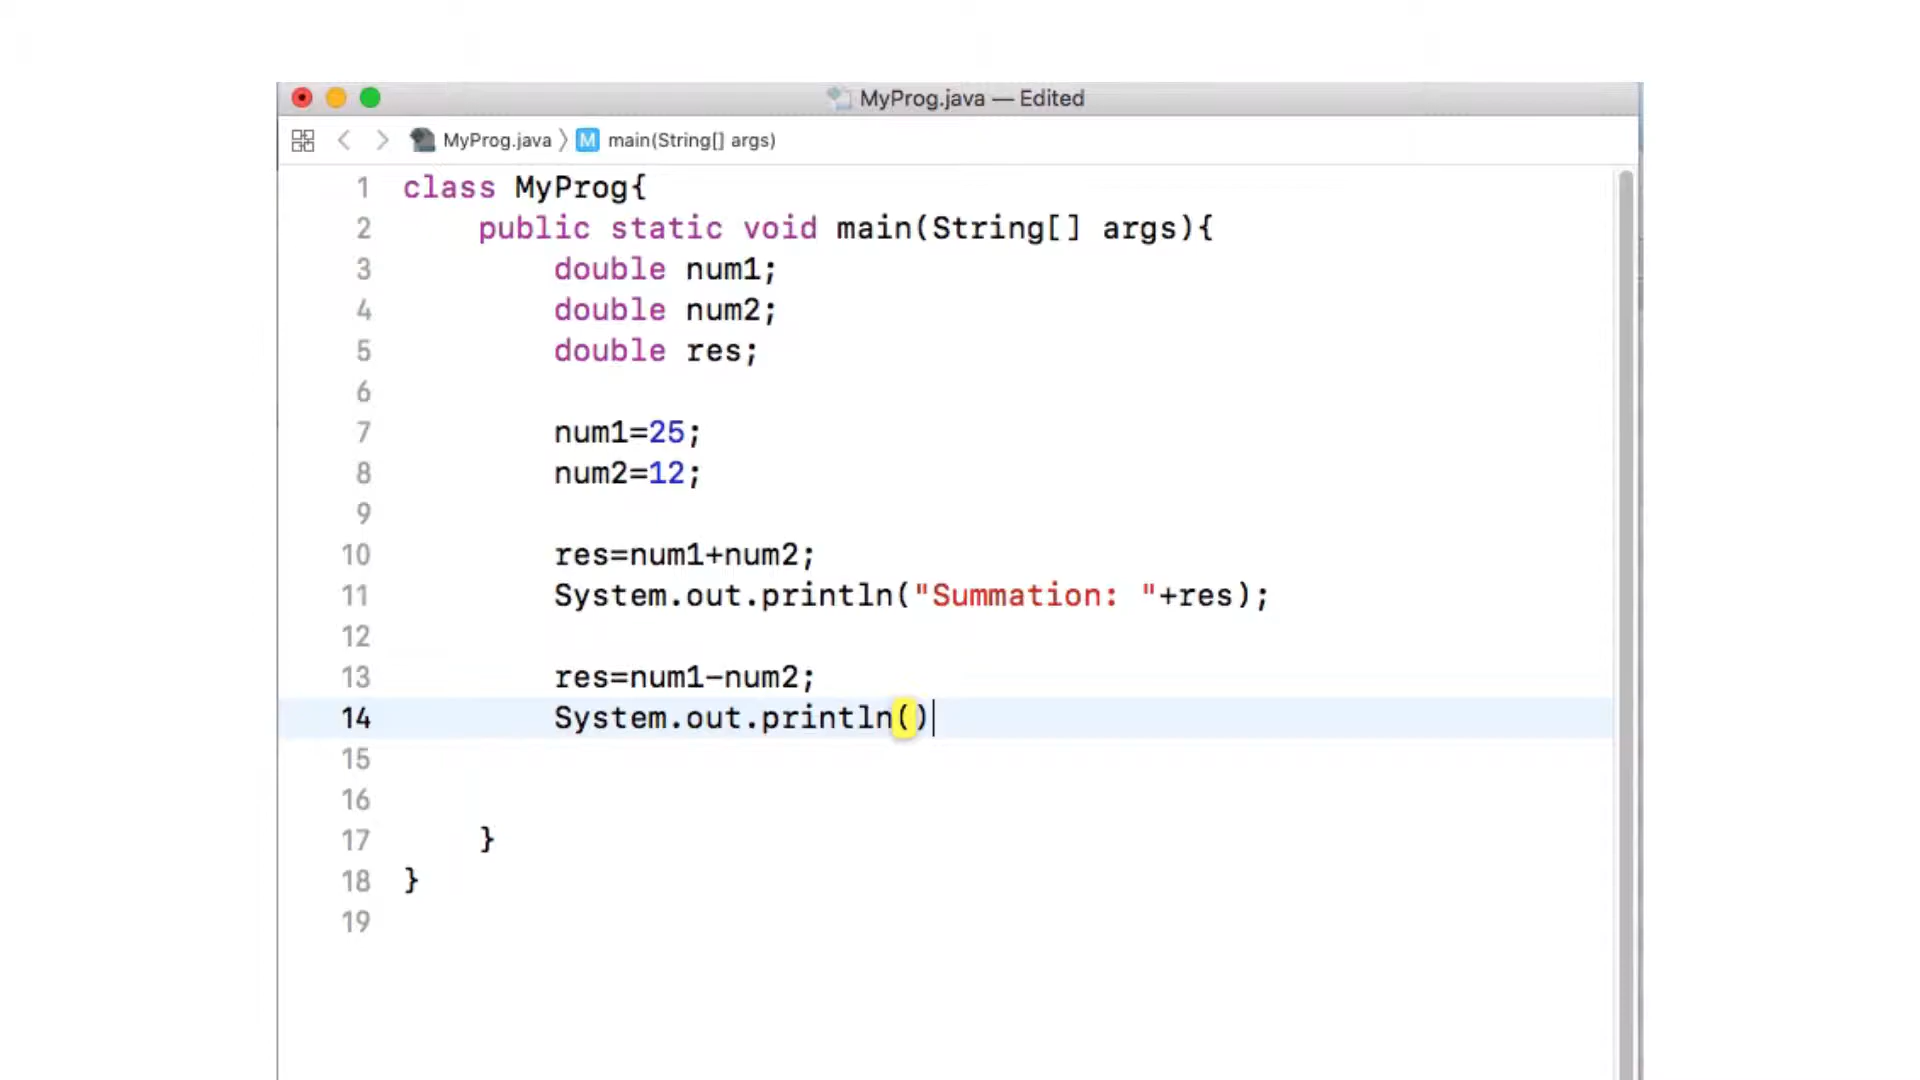 MyProg.java — Edited
MyProg.java 〉 M main(String[] args)
1 class MyProg{
2 public static void main(String[] args){
3 double num1;
4 double num2;
5 double res;
6
7 num1=25;
8 num2=12;
9
10 res=num1+num2;
11 System.out.println("Summation: "+res);
12
13 res=num1-num2;
14 System.out.println()
15
16
17 }
18 }
19